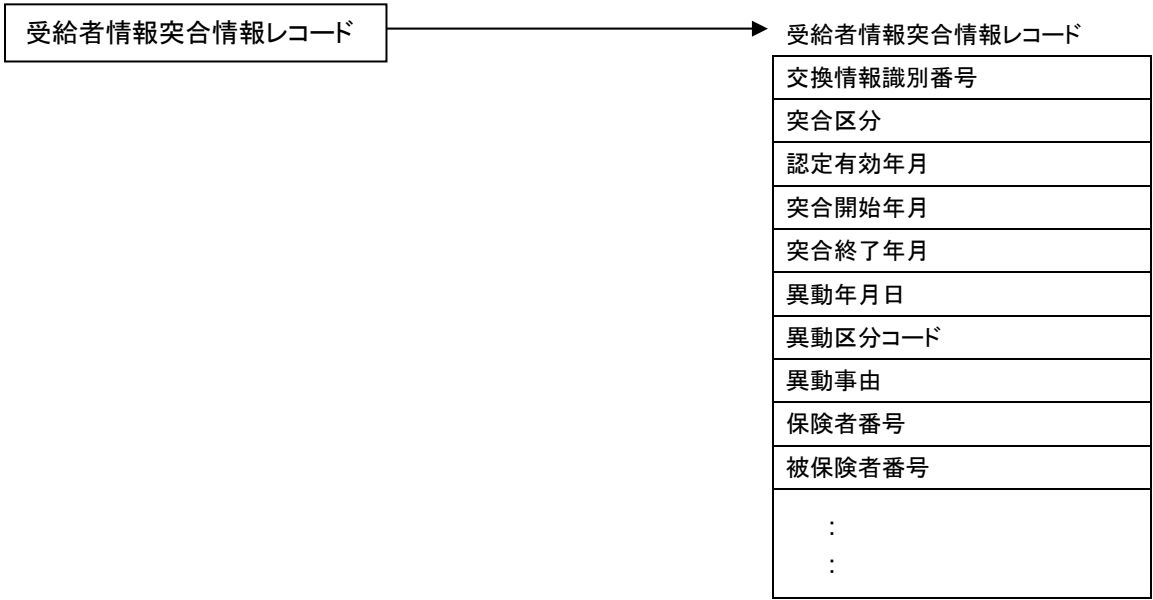 受給者情報突合情報レコード
受給者情報突合情報レコード
交換情報識別番号
突合区分
認定有効年月
突合開始年月
突合終了年月
異動年月日
異動区分コード
異動事由
保険者番号
被保険者番号
:
: